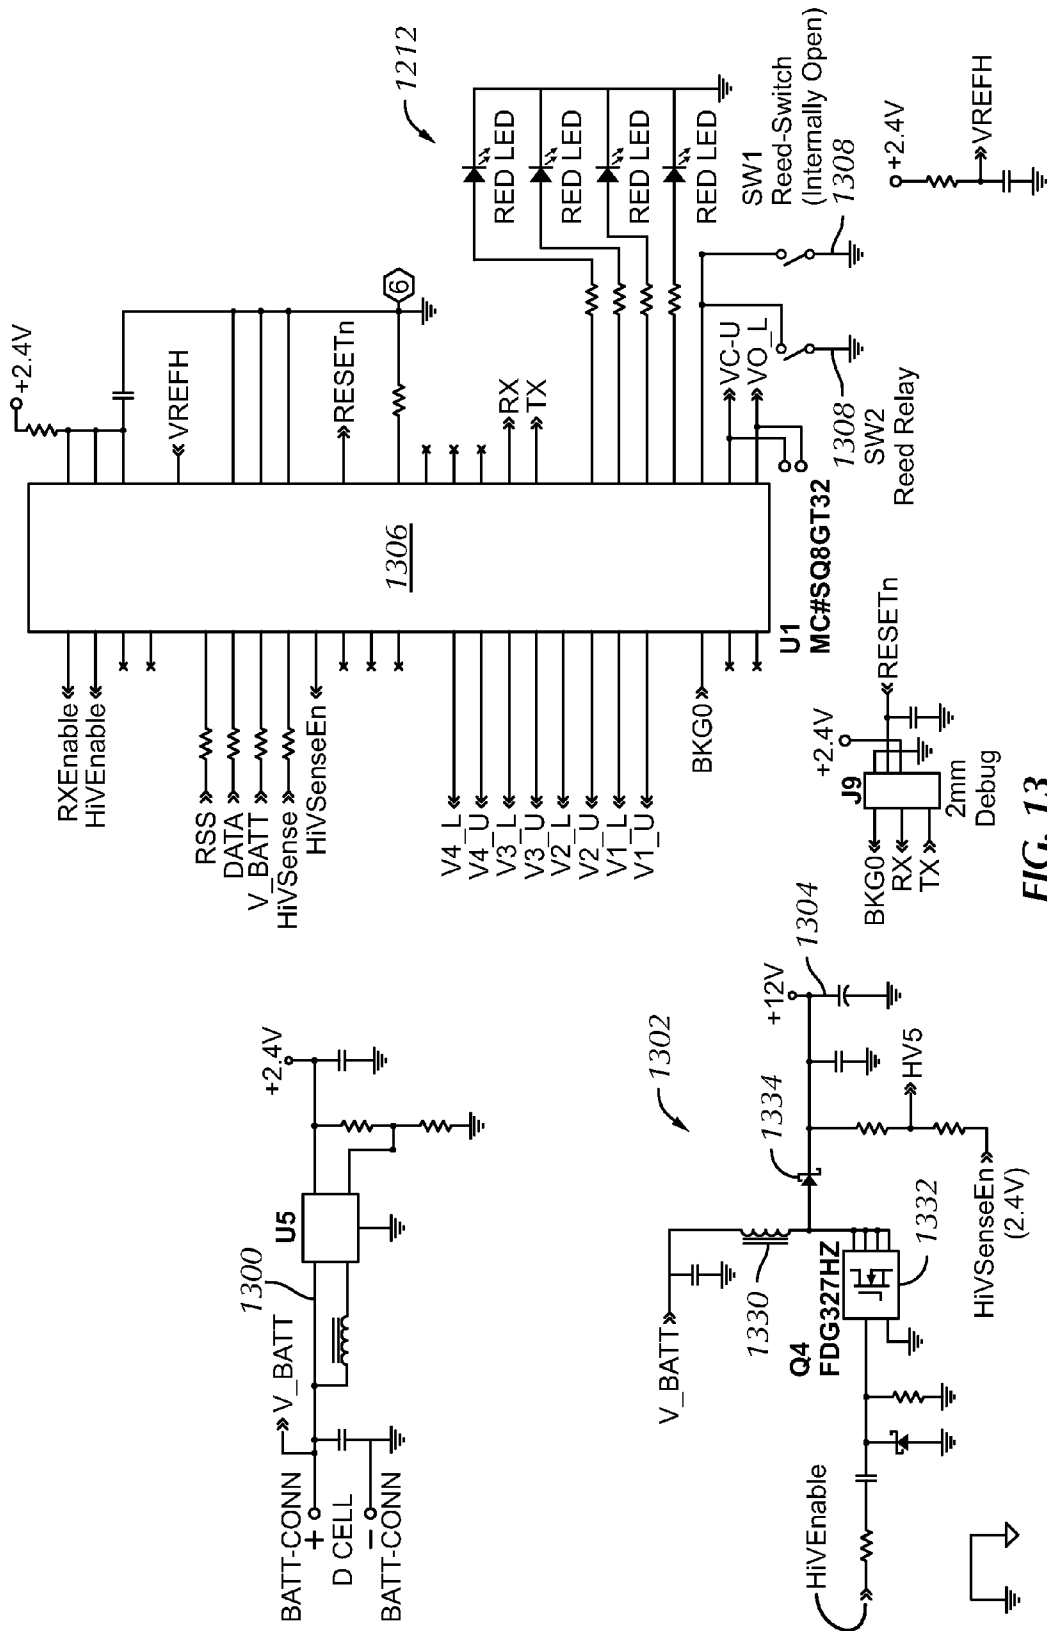 BATT-CONN
+
D CELL
−
BATT-CONN
V_BATT
1300
U5
+2.4V
+2.4V
RXEnable
HiVEnable
RSS
DATA
V_BATT
HiVSense
HiVSenseEn
V4_L
V4_U
V3_L
V3_U
V2_L
V2_U
V1_L
V1_U
BKG0
1306
U1
MC#SQ8GT32
VREFH
RESETn
6
RX
TX
VC-U
VO_L
1212
RED LED
RED LED
RED LED
RED LED
SW1
Reed-Switch
(Internally Open)
1308
1308
SW2
Reed Relay
+2.4V
VREFH
HiVEnable
V_BATT
1330
Q4
FDG327HZ
1332
1334
1302
+12V
1304
HV5
HiVSenseEn
(2.4V)
BKG0
RX
TX
J9
2mm
Debug
+2.4V
RESETn
FIG. 13